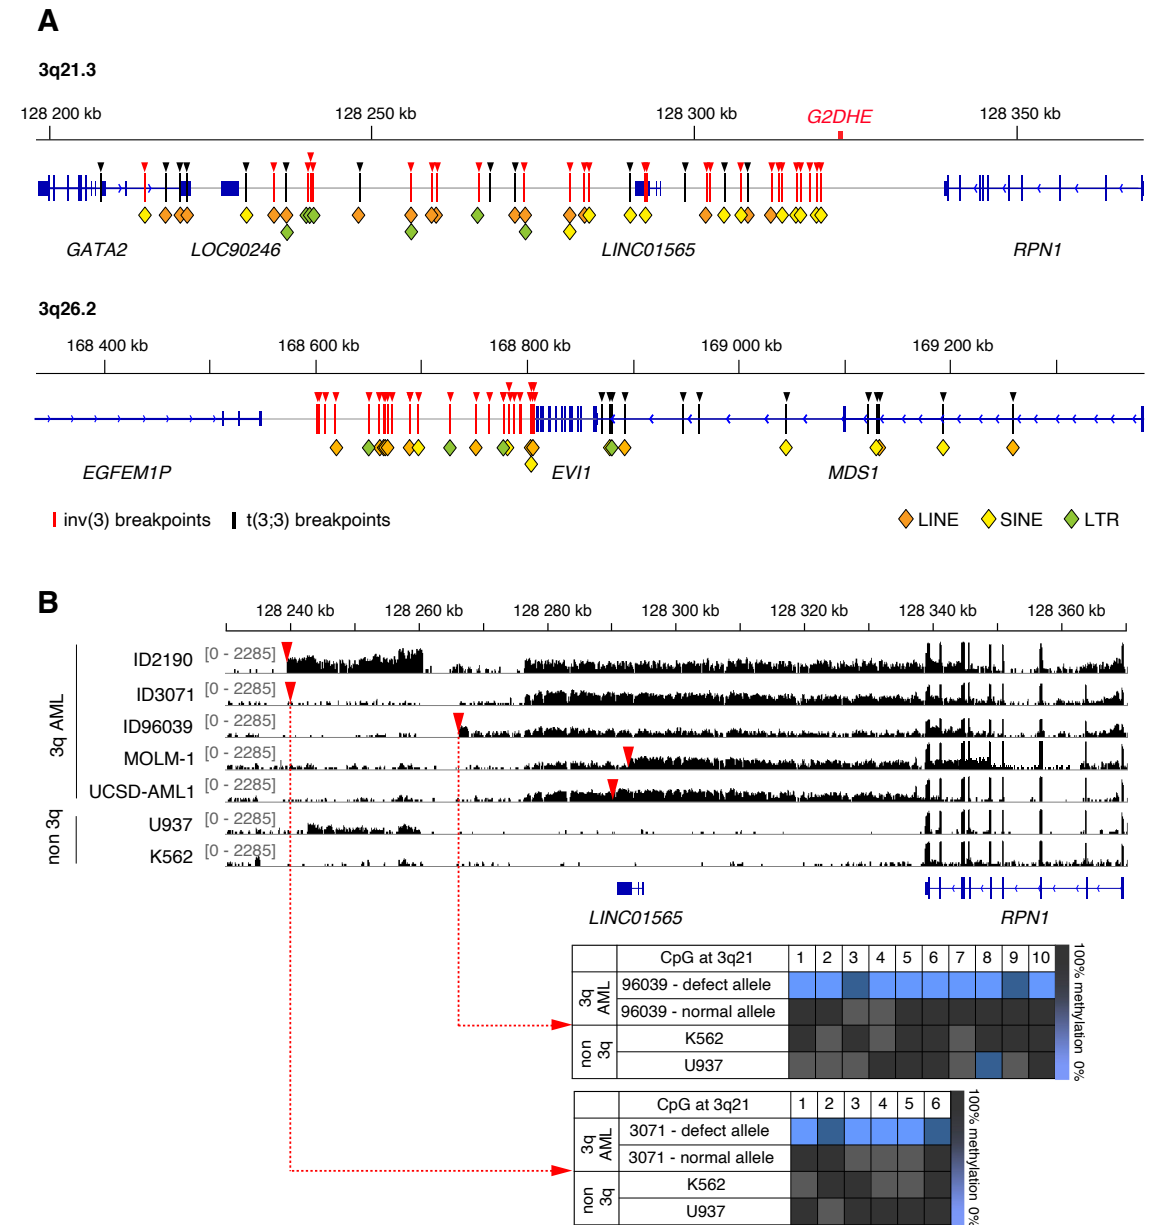 A
3q21.3
128 200 kb 128 250 kb 128 300 kb 128 350 kb
G2DHE
GATA2 LOC90246 LINC01565 RPN1
3q26.2
168 400 kb 168 600 kb 168 800 kb 169 000 kb 169 200 kb
EGFEM1P EVI1 MDS1
inv(3) breakpoints t(3;3) breakpoints LINE SINE LTR
B
128 240 kb 128 260 kb 128 280 kb 128 300 kb 128 320 kb 128 340 kb 128 360 kb
3q AML
ID2190 [0 - 2285]
ID3071 [0 - 2285]
ID96039 [0 - 2285]
MOLM-1 [0 - 2285]
UCSD-AML1 [0 - 2285]
non 3q
U937 [0 - 2285]
K562 [0 - 2285]
LINC01565 RPN1
CpG at 3q21 1 2 3 4 5 6 7 8 9 10
3q AML
96039 - defect allele
96039 - normal allele
non 3q
K562
U937
100% methylation 0%
CpG at 3q21 1 2 3 4 5 6
3q AML
3071 - defect allele
3071 - normal allele
non 3q
K562
U937
100% methylation 0%